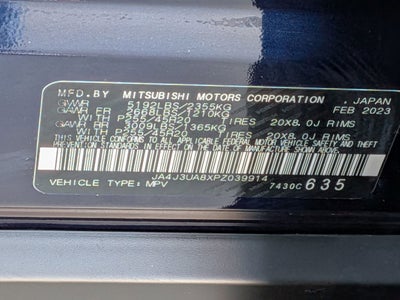 MFD.BY MITSUBISHI MOTORS CORPORATION, JAPAN
GVWR 5192LBS/2355KG FEB 2023
GAWR FR 2668LBS/1210KG
WITH P255/45R20 TIRES 20X8.0J RIMS
GAWR RR 3009LBS/1365KG
WITH P255/45R20 TIRES 20X8.0J RIMS
THIS VEHICLE CONFORMS TO ALL APPLICABLE FEDERAL MOTOR VEHICLE SAFETY, BUMPER AND THEFT
PREVENTION STANDARDS IN EFFECT ON THE DATE OF MANUFACTURE SHOWN ABOVE.
JA4J3UA8XPZ039914
VEHICLE TYPE: MPV 7430C 635